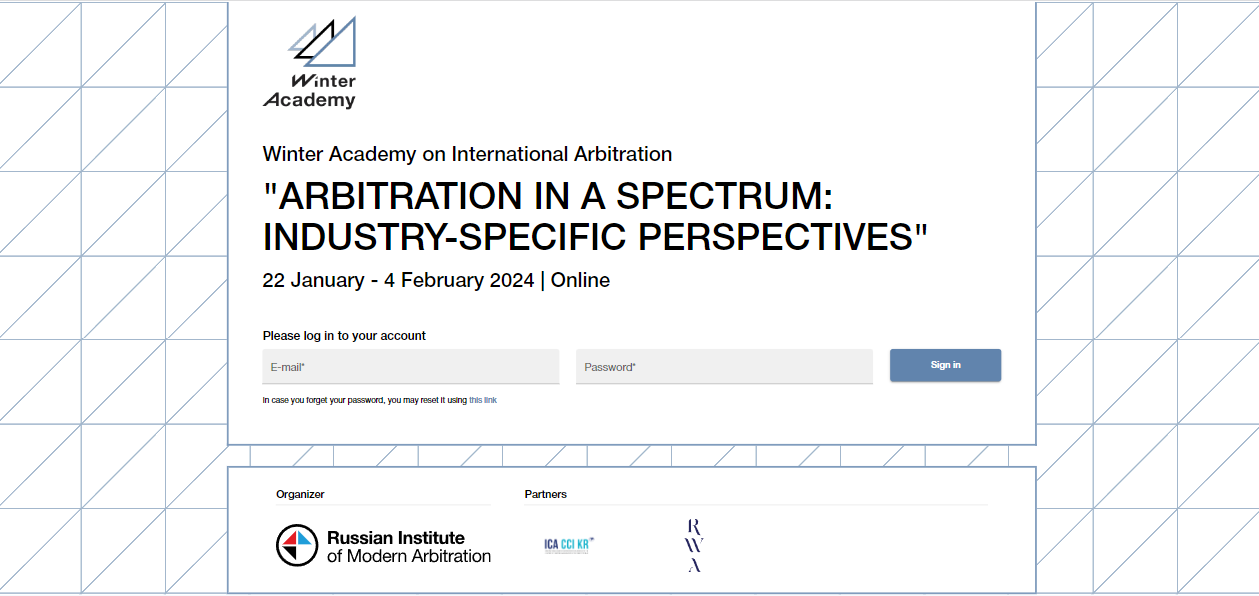 Winter
Academy
Winter Academy on International Arbitration
"ARBITRATION IN A SPECTRUM:
INDUSTRY-SPECIFIC PERSPECTIVES"
22 January - 4 February 2024 | Online
Please log in to your account
E-mail*
Password*
Sign in
In case you forget your password, you may reset it using this link
Organizer
Partners
Russian Institute
of Modern Arbitration
ICA CCI KR
R
W
A